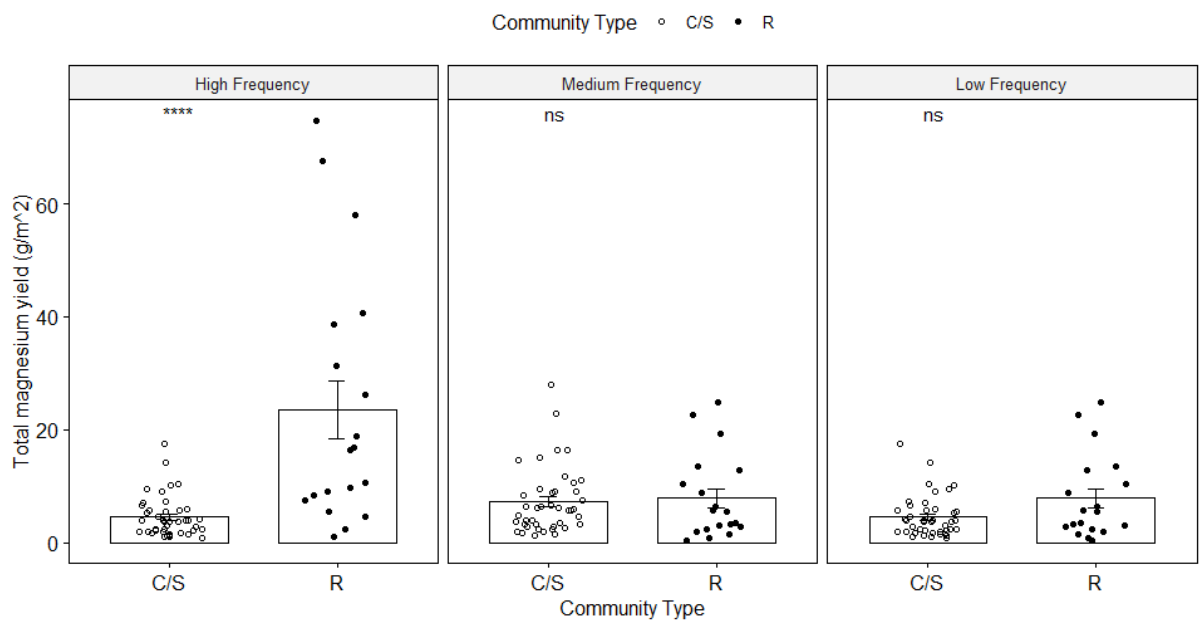 Community Type C/S R
High Frequency Medium Frequency Low Frequency
**** ns ns
Total magnesium yield (g/m^2)
60
40
20
0
C/S R C/S R C/S R
Community Type